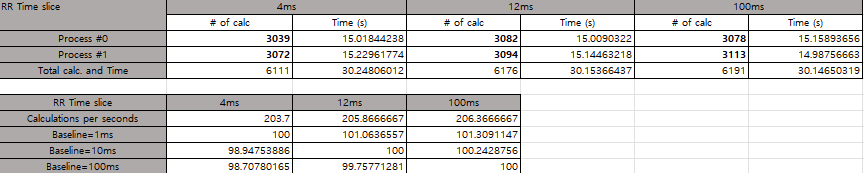 RR Time slice 4ms 12ms 100ms
# of calc Time (s) # of calc Time (s) # of calc Time (s)
Process #0 3039 15.01844238 3082 15.0090322 3078 15.15893656
Process #1 3072 15.22961774 3094 15.14463218 3113 14.98756663
Total calc. and Time 6111 30.24806012 6176 30.15366437 6191 30.14650319
RR Time slice 4ms 12ms 100ms
Calculations per seconds 203.7 205.8666667 206.3666667
Baseline=1ms 100 101.0636557 101.3091147
Baseline=10ms 98.94753886 100 100.2428756
Baseline=100ms 98.70780165 99.75771281 100